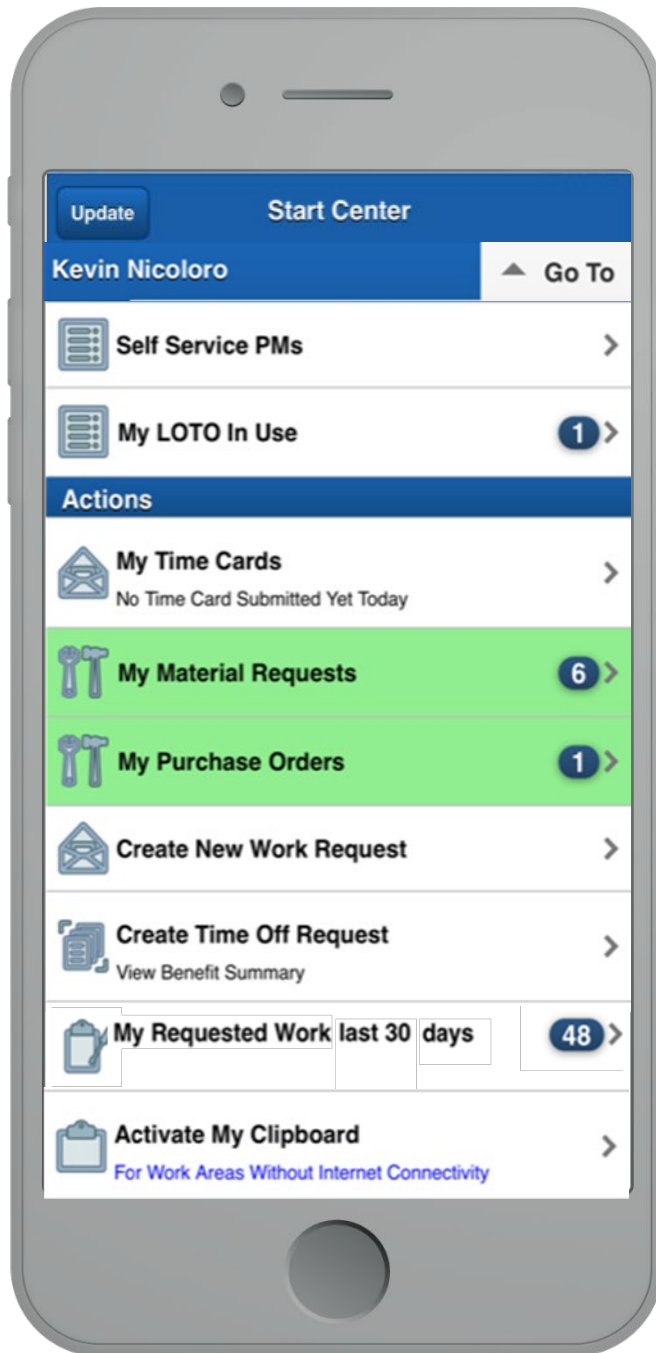 Update
Start Center
Kevin Nicoloro
Go To
Self Service PMs
My LOTO In Use
1
Actions
My Time Cards
No Time Card Submitted Yet Today
My Material Requests
6
My Purchase Orders
1
Create New Work Request
Create Time Off Request
View Benefit Summary
My Requested Work last 30 days
48
Activate My Clipboard
For Work Areas Without Internet Connectivity